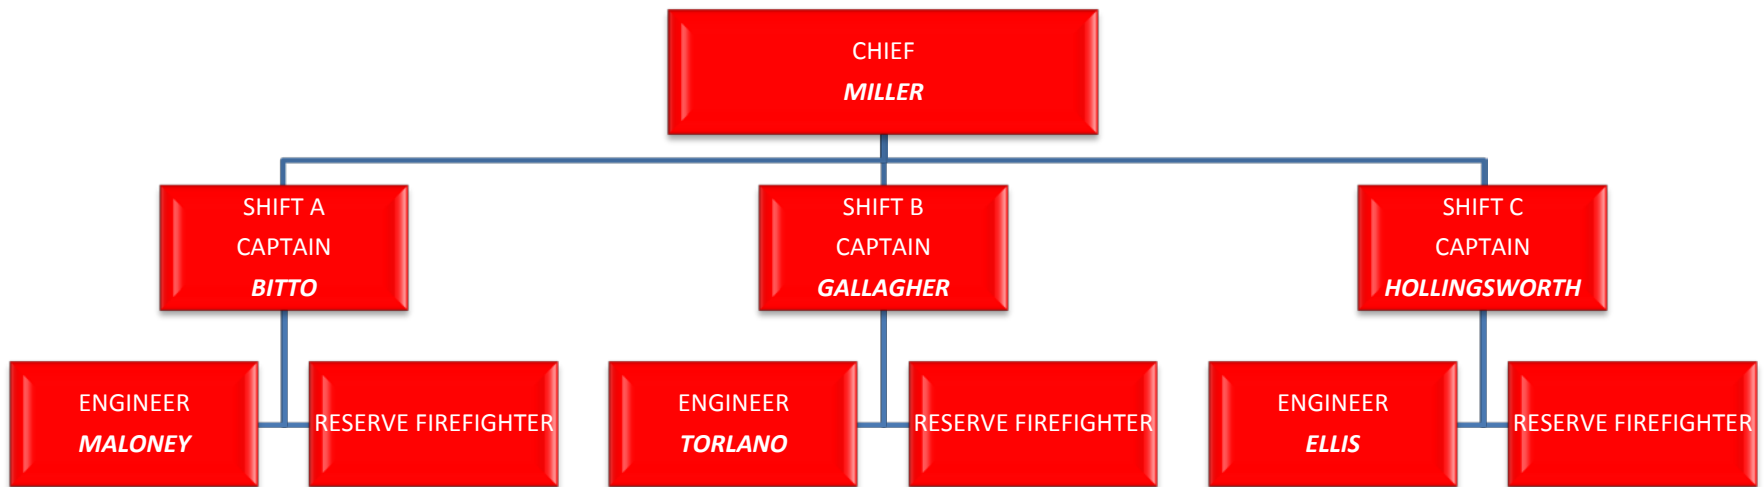 CHIEF
MILLER
SHIFT A
CAPTAIN
BITTO
SHIFT B
CAPTAIN
GALLAGHER
SHIFT C
CAPTAIN
HOLLINGSWORTH
ENGINEER
MALONEY
RESERVE FIREFIGHTER
ENGINEER
TORLANO
RESERVE FIREFIGHTER
ENGINEER
ELLIS
RESERVE FIREFIGHTER